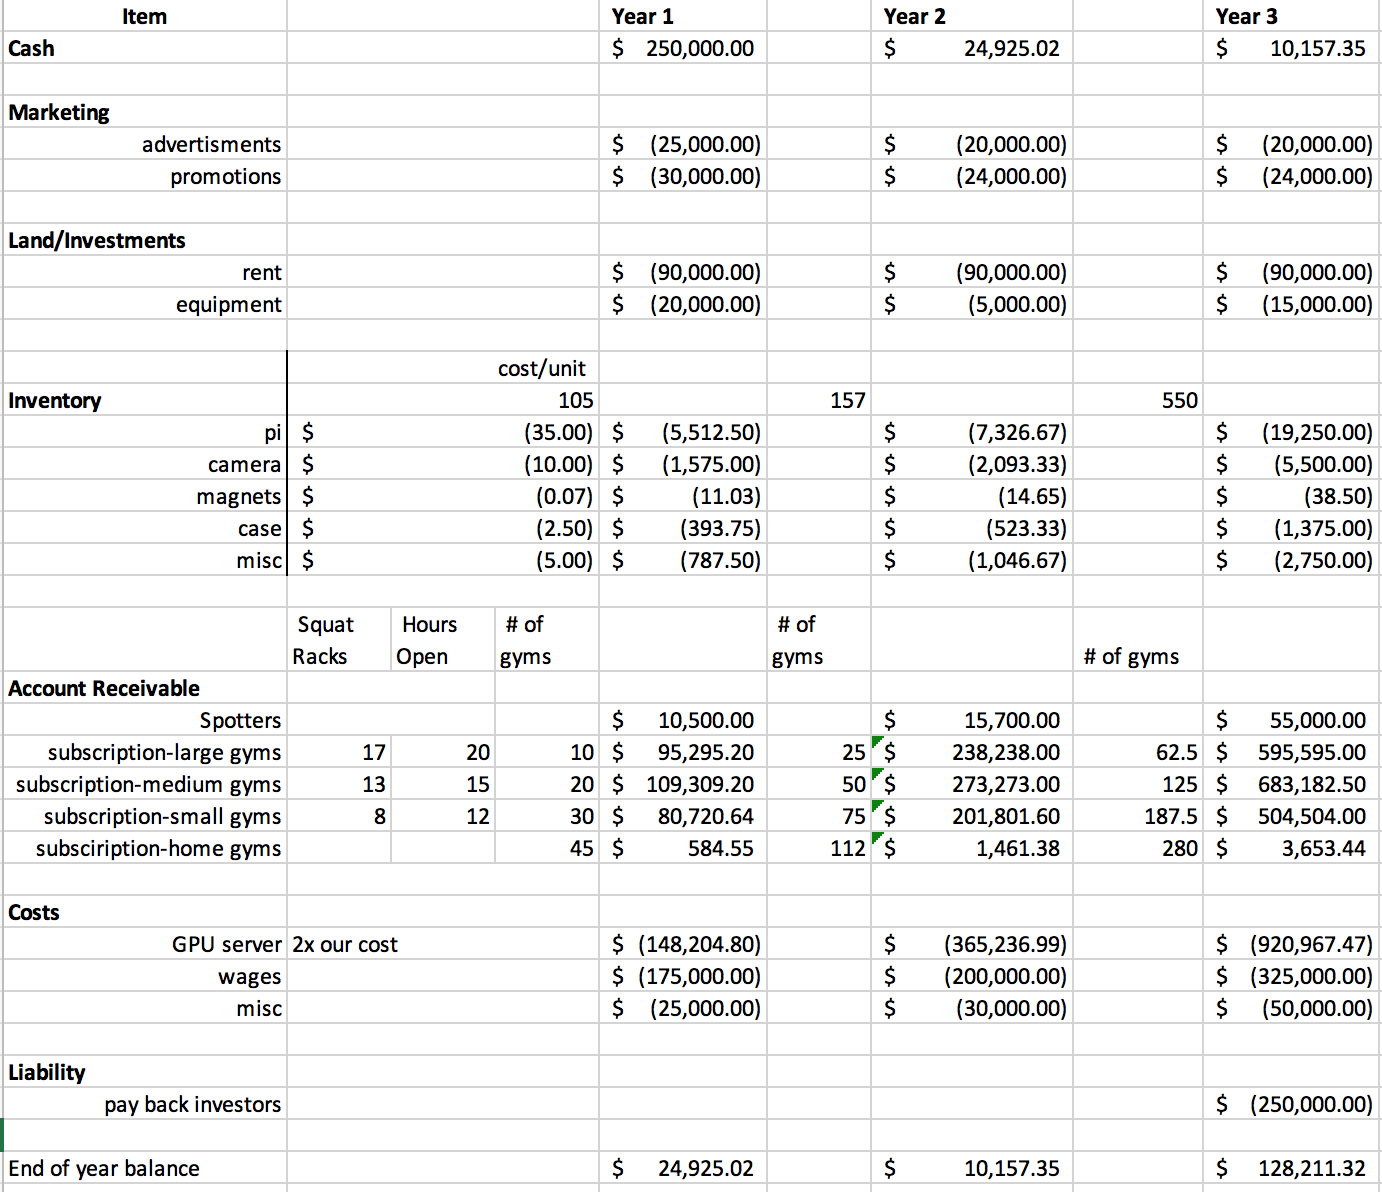 Item Year 1 Year 2 Year 3
Cash $ 250,000.00 $ 24,925.02 $ 10,157.35
Marketing
advertisments $ (25,000.00) $ (20,000.00) $ (20,000.00)
promotions $ (30,000.00) $ (24,000.00) $ (24,000.00)
Land/Investments
rent $ (90,000.00) $ (90,000.00) $ (90,000.00)
equipment $ (20,000.00) $ (5,000.00) $ (15,000.00)
cost/unit
Inventory 105 157 550
pi $ (35.00) $ (5,512.50) $ (7,326.67) $ (19,250.00)
camera $ (10.00) $ (1,575.00) $ (2,093.33) $ (5,500.00)
magnets $ (0.07) $ (11.03) $ (14.65) $ (38.50)
case $ (2.50) $ (393.75) $ (523.33) $ (1,375.00)
misc $ (5.00) $ (787.50) $ (1,046.67) $ (2,750.00)
Squat Hours # of # of
Racks Open gyms gyms # of gyms
Account Receivable
Spotters $ 10,500.00 $ 15,700.00 $ 55,000.00
subscription-large gyms 17 20 10 $ 95,295.20 25 $ 238,238.00 62.5 $ 595,595.00
subscription-medium gyms 13 15 20 $ 109,309.20 50 $ 273,273.00 125 $ 683,182.50
subscription-small gyms 8 12 30 $ 80,720.64 75 $ 201,801.60 187.5 $ 504,504.00
subsciription-home gyms 45 $ 584.55 112 $ 1,461.38 280 $ 3,653.44
Costs
GPU server 2x our cost $ (148,204.80) $ (365,236.99) $ (920,967.47)
wages $ (175,000.00) $ (200,000.00) $ (325,000.00)
misc $ (25,000.00) $ (30,000.00) $ (50,000.00)
Liability
pay back investors $ (250,000.00)
End of year balance $ 24,925.02 $ 10,157.35 $ 128,211.32